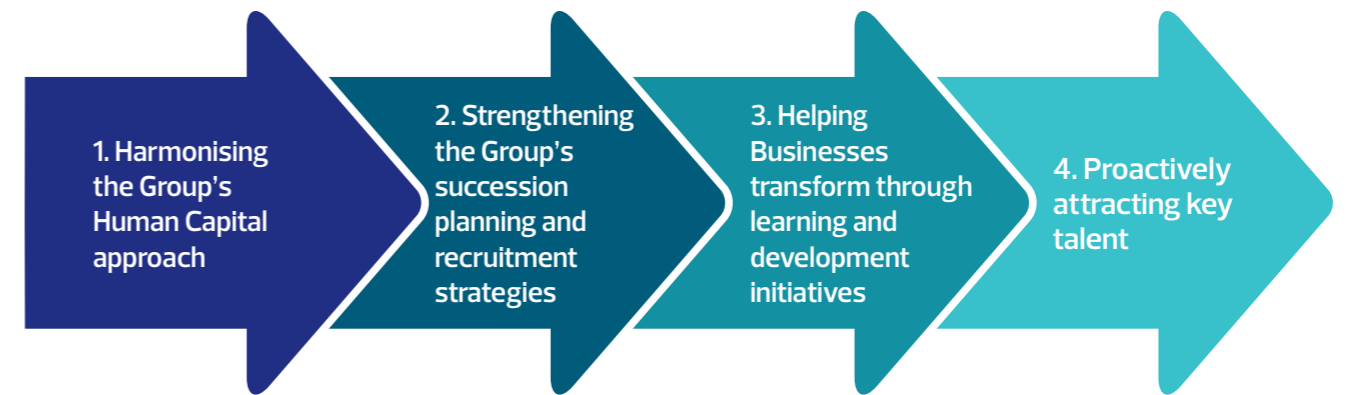 1. Harmonising
the Group’s
Human Capital
approach
2. Strengthening
the Group’s
succession
planning and
recruitment
strategies
3. Helping
Businesses
transform through
learning and
development
initiatives
4. Proactively
attracting key
talent